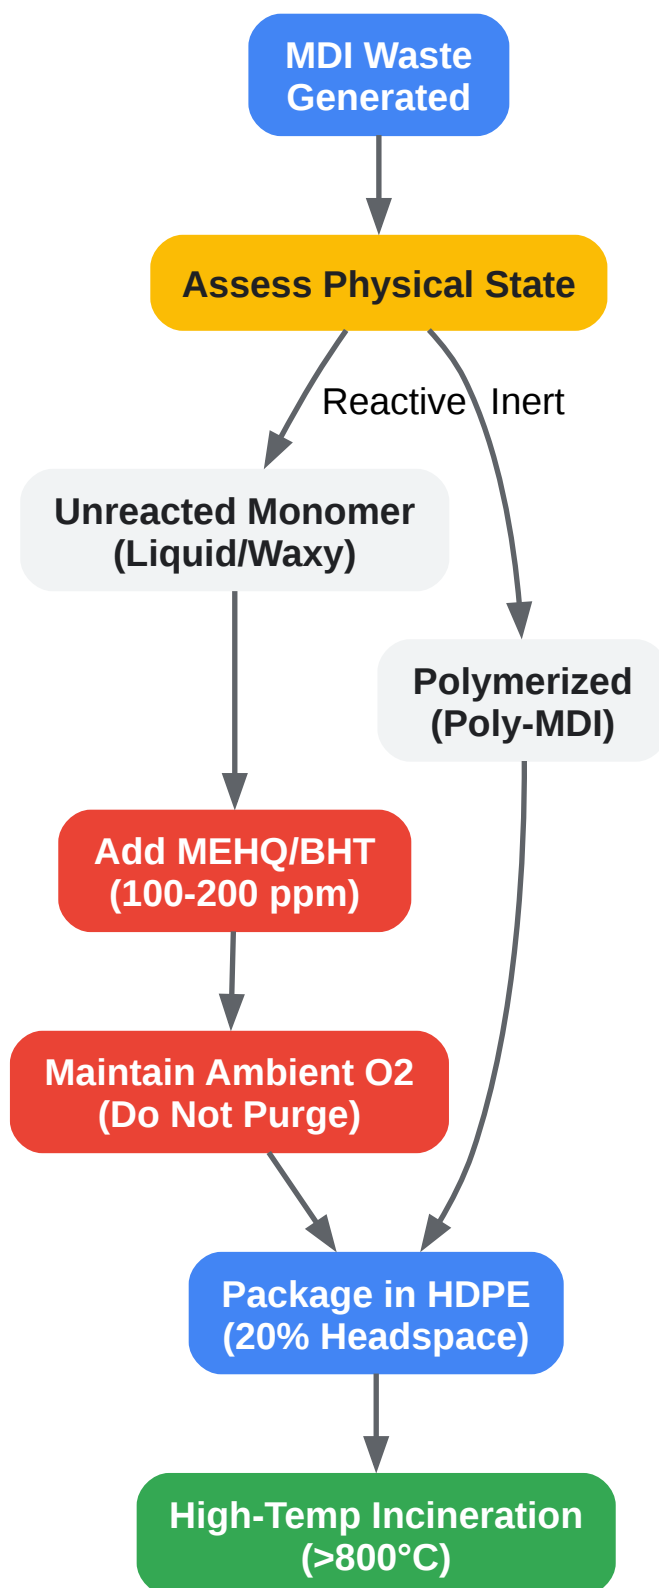 MDI Waste
Generated
Assess Physical State
Reactive
Inert
Unreacted Monomer
(Liquid/Waxy)
Polymerized
(Poly-MDI)
Add MEHQ/BHT
(100-200 ppm)
Maintain Ambient O2
(Do Not Purge)
Package in HDPE
(20% Headspace)
High-Temp Incineration
(>800°C)